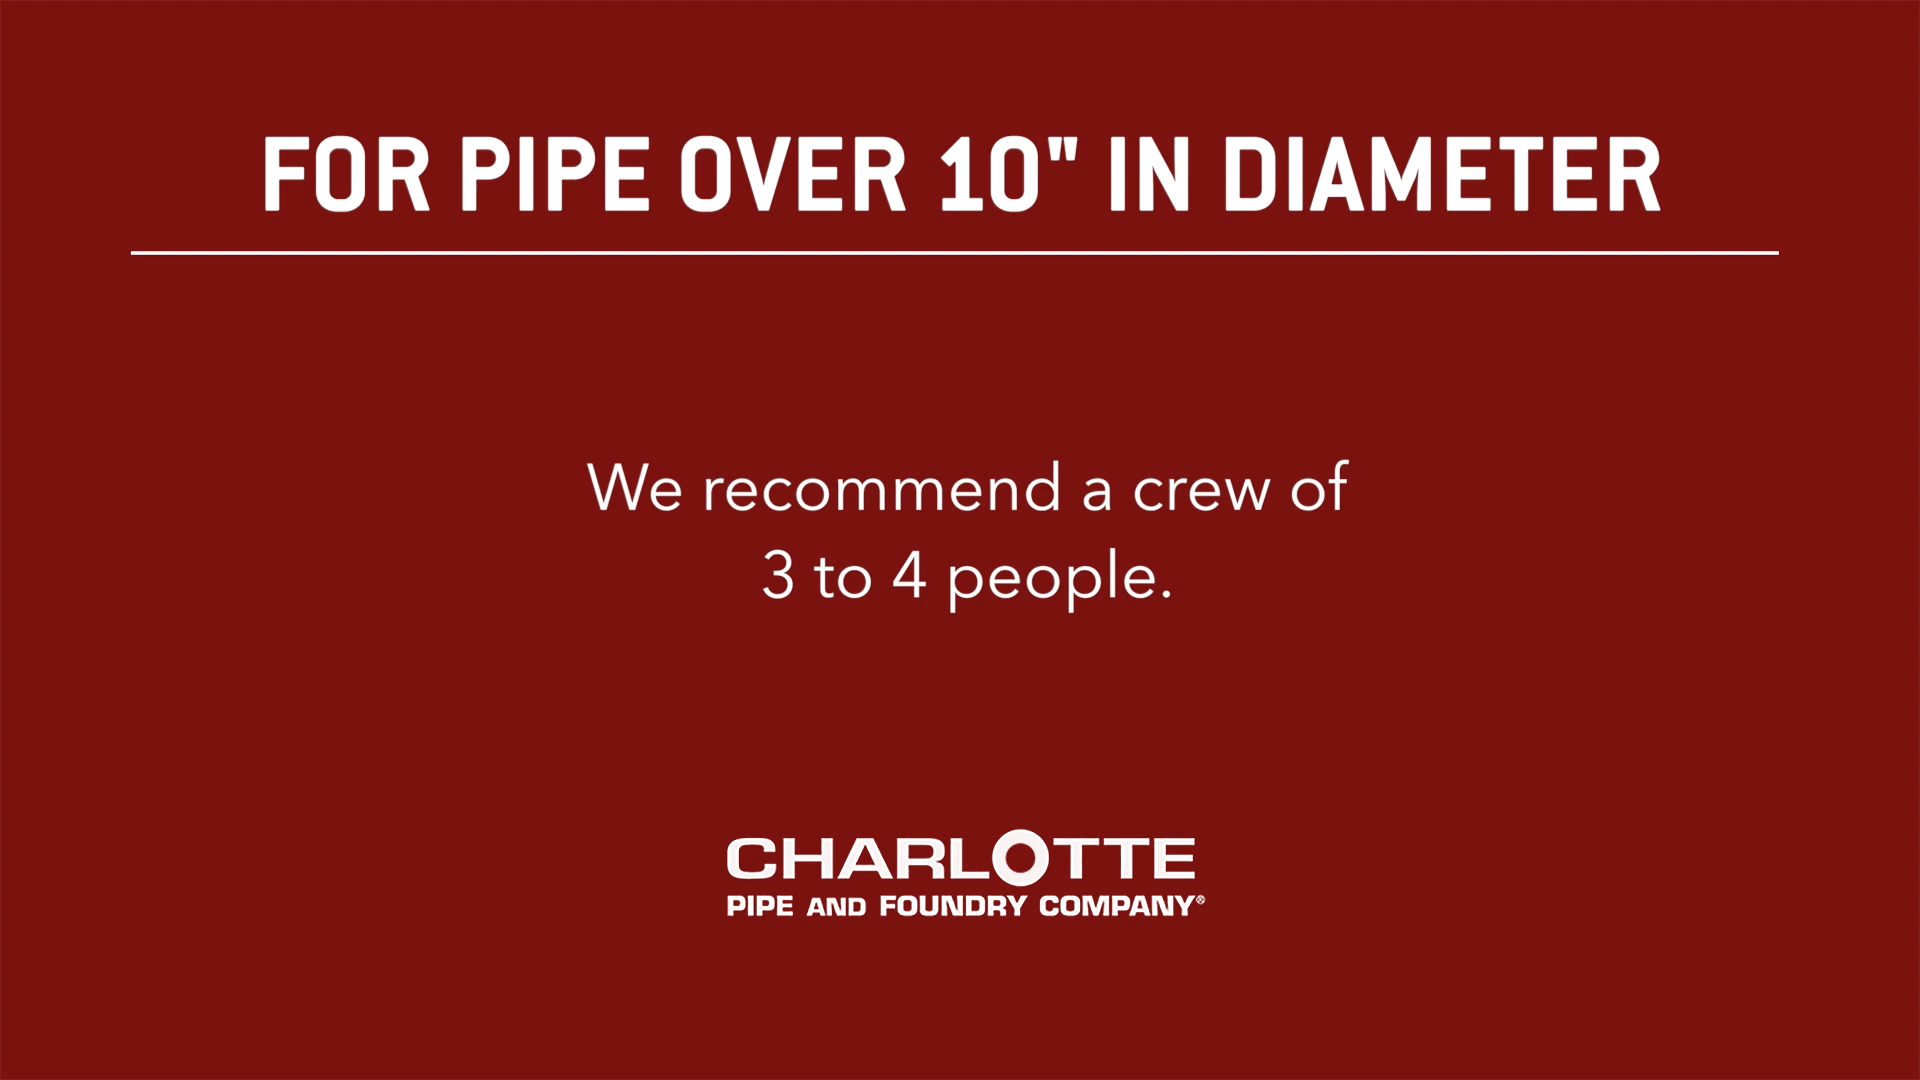 FOR PIPE OVER 10" IN DIAMETER
We recommend a crew of
3 to 4 people.
CHARLOTTE
PIPE AND FOUNDRY COMPANY®